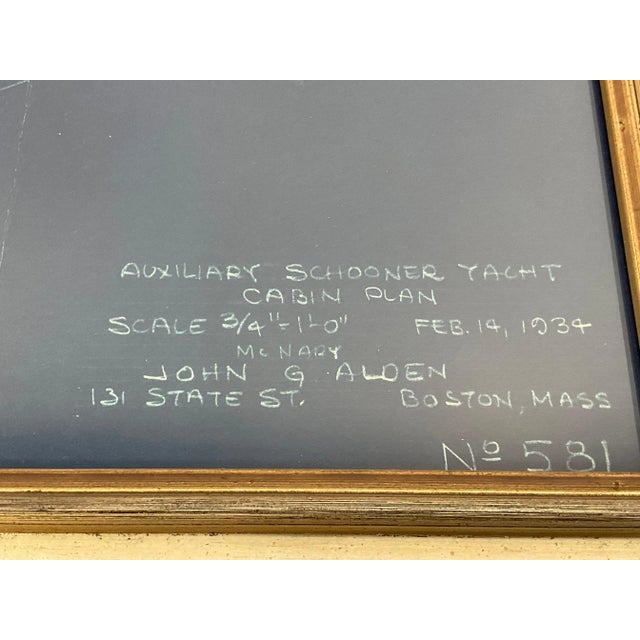 AUXILIARY SCHOONER YACHT
CABIN PLAN
SCALE 3/4"=1'-0" FEB. 14, 1934
MCNARY
JOHN G ALDEN
131 STATE ST. BOSTON, MASS
Nº 581